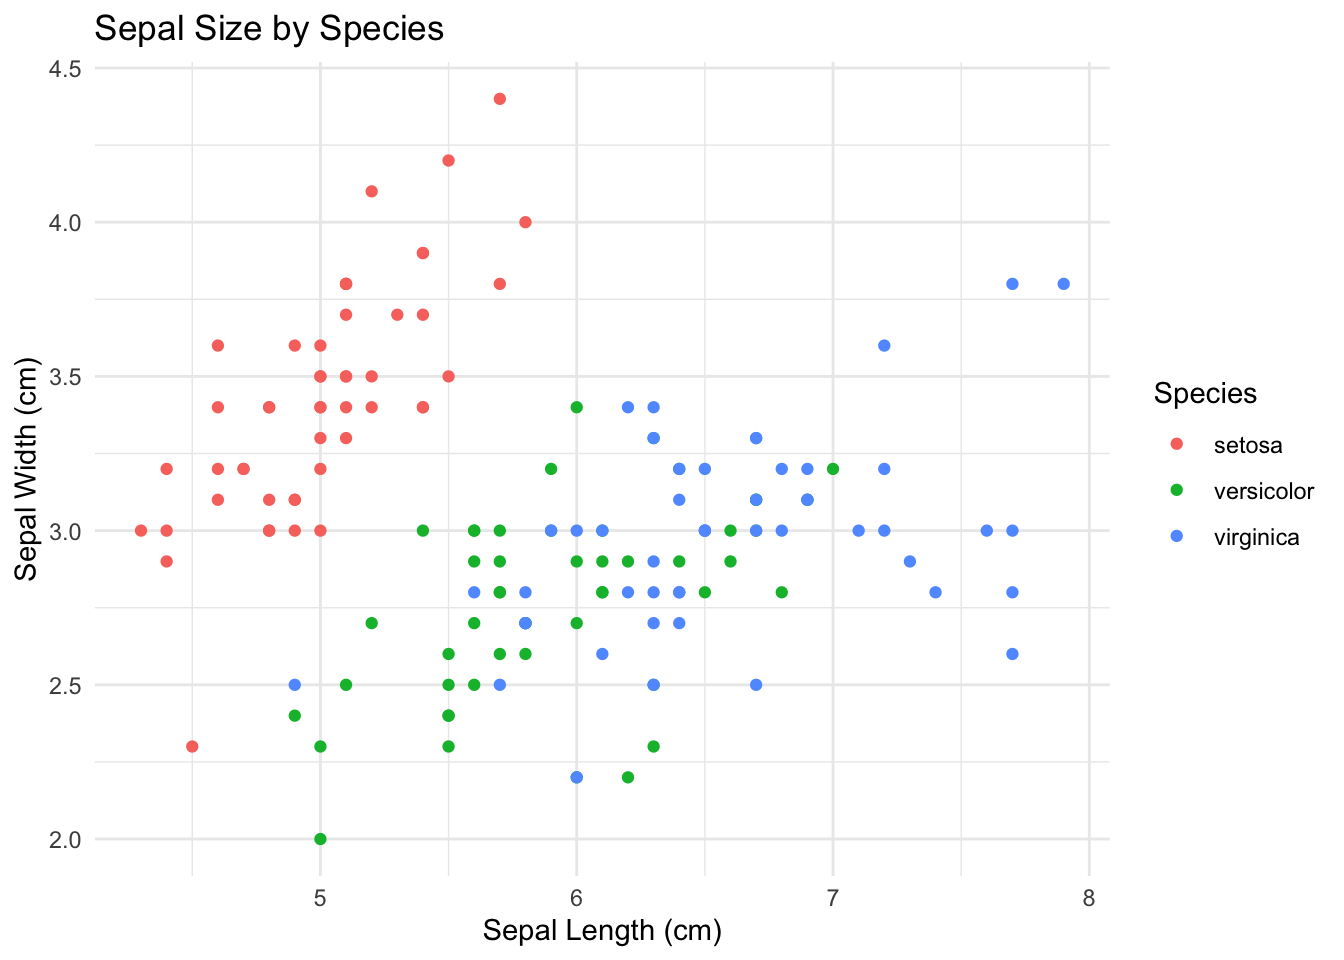 Sepal Size by Species
4.5
4.0
3.5
3.0
2.5
2.0
Sepal Width (cm)
5 6 7 8
Sepal Length (cm)
Species
setosa
versicolor
virginica